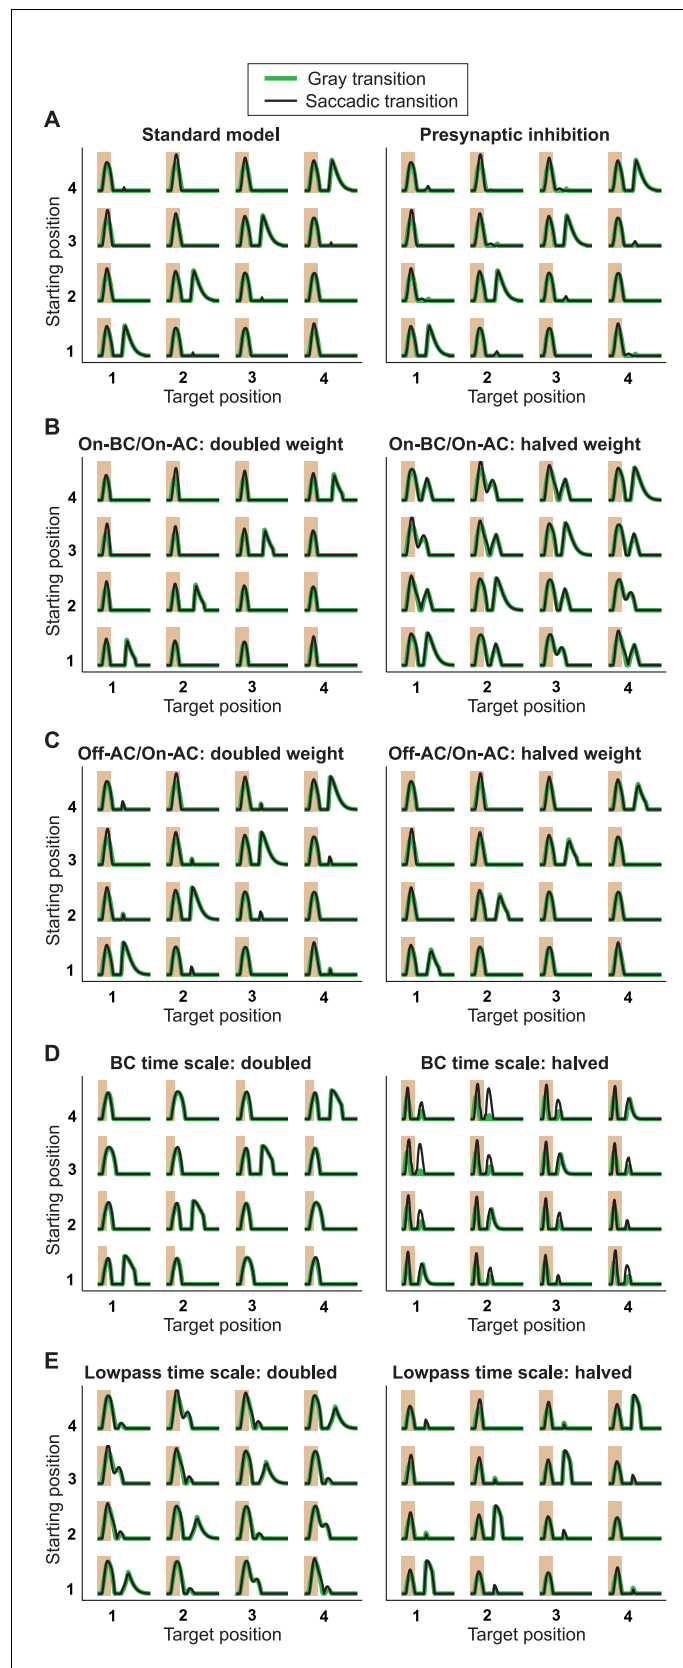 Gray transition
Saccadic transition
A
Standard model
Presynaptic inhibition
Starting position
4
3
2
1
1 2 3 4
Target position
1 2 3 4
Target position
B
On-BC/On-AC: doubled weight
On-BC/On-AC: halved weight
Starting position
4
3
2
1
1 2 3 4
Target position
1 2 3 4
Target position
C
Off-AC/On-AC: doubled weight
Off-AC/On-AC: halved weight
Starting position
4
3
2
1
1 2 3 4
Target position
1 2 3 4
Target position
D
BC time scale: doubled
BC time scale: halved
Starting position
4
3
2
1
1 2 3 4
Target position
1 2 3 4
Target position
E
Lowpass time scale: doubled
Lowpass time scale: halved
Starting position
4
3
2
1
1 2 3 4
Target position
1 2 3 4
Target position